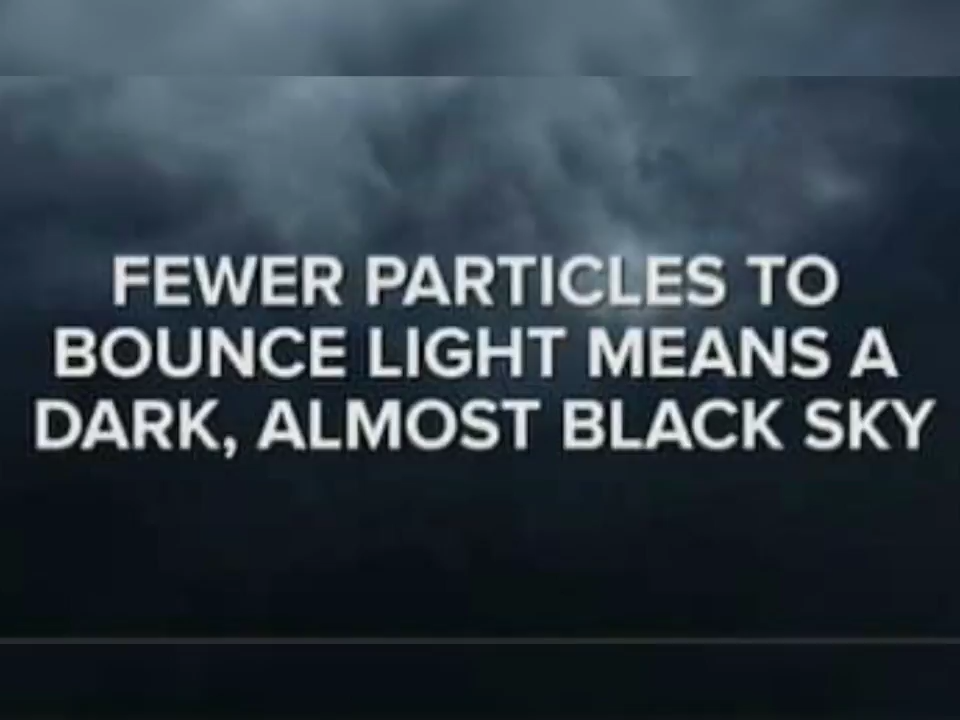 FEWER PARTICLES TO
BOUNCE LIGHT MEANS A
DARK, ALMOST BLACK SKY